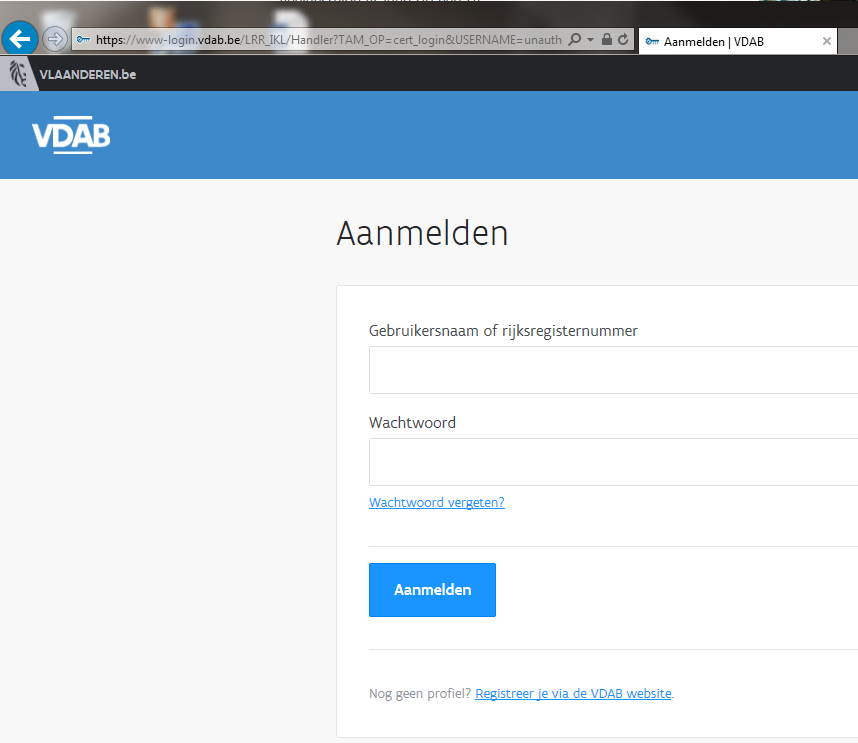 https://www-login.vdab.be/LRR_IKL/Handler?TAM_OP=cert_login&USERNAME=unauth
Aanmelden | VDAB
VLAANDEREN.be
VDAB
Aanmelden
Gebruikersnaam of rijksregisternummer
Wachtwoord
Wachtwoord vergeten?
Aanmelden
Nog geen profiel? Registreer je via de VDAB website.